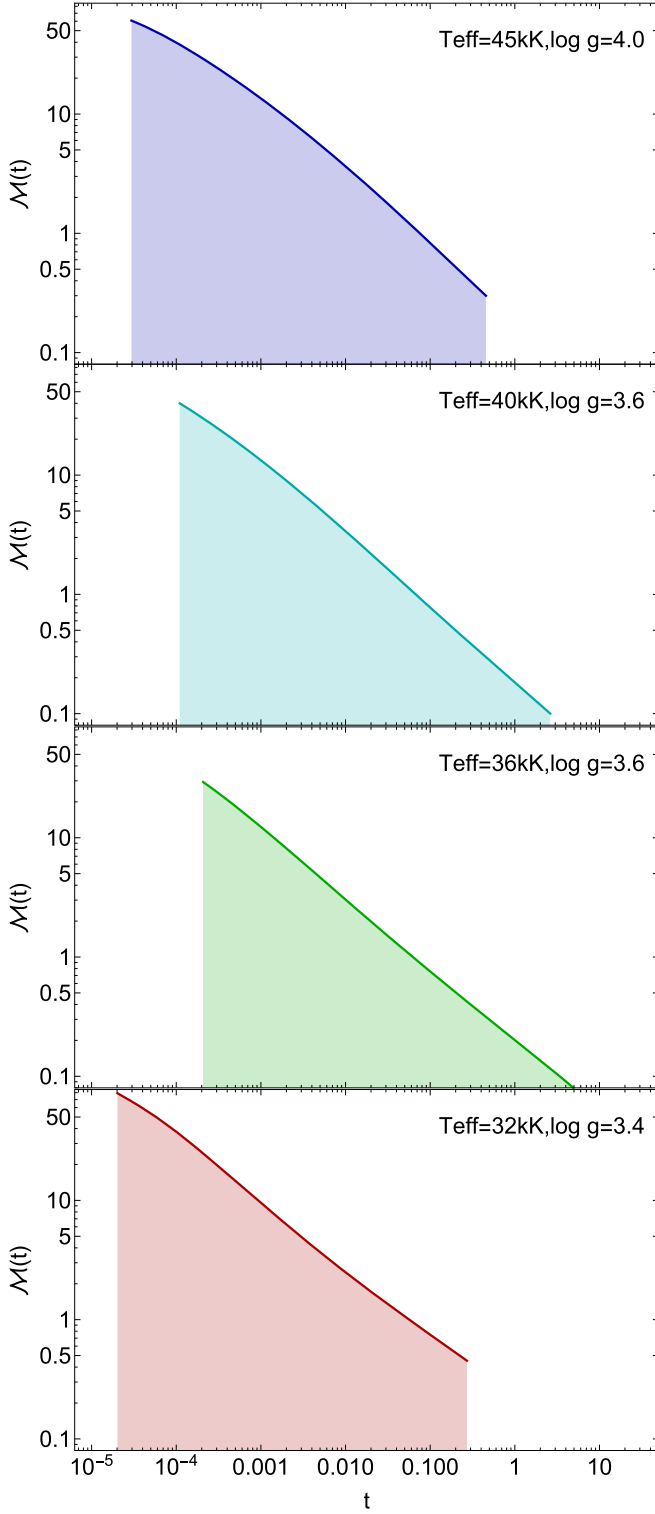 Teff=45kK,log g=4.0
50
10
5
1
0.5
0.1
ℳ(t)
Teff=40kK,log g=3.6
50
10
5
1
0.5
0.1
ℳ(t)
Teff=36kK,log g=3.6
50
10
5
1
0.5
0.1
ℳ(t)
Teff=32kK,log g=3.4
50
10
5
1
0.5
0.1
ℳ(t)
10⁻⁵ 10⁻⁴ 0.001 0.010 0.100 1 10
t